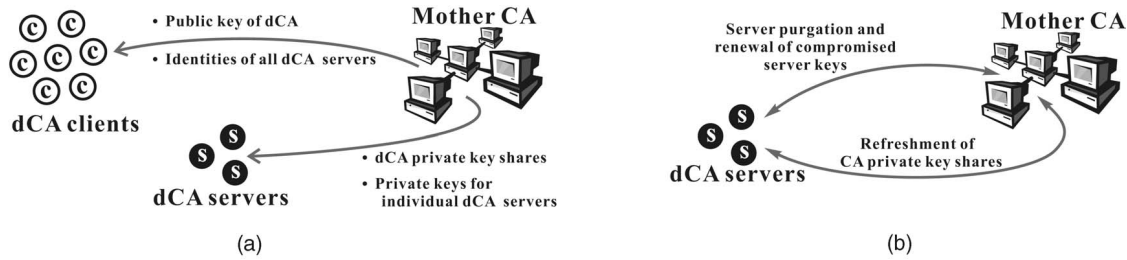 Mother CA
• Public key of dCA
• Identities of all dCA servers
C
C
C
C
C
C
C
dCA clients
S
S
S
dCA servers
• dCA private key shares
• Private keys for
individual dCA servers
(a)
Mother CA
Server purgation and
renewal of compromised
server keys
S
S
S
dCA servers
Refreshment of
CA private key shares
(b)